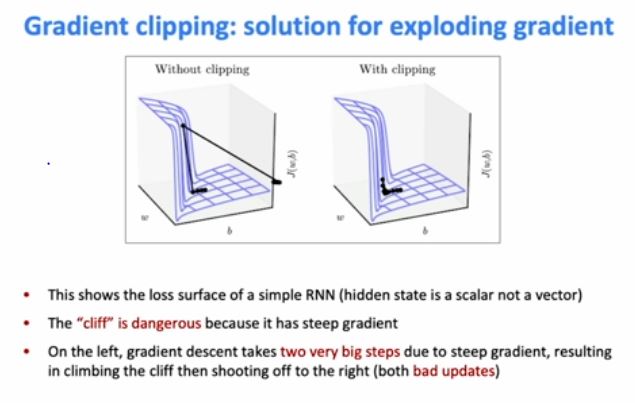 Gradient clipping: solution for exploding gradient
Without clipping
With clipping
J(w,b)
J(w,b)
w
b
w
b
• This shows the loss surface of a simple RNN (hidden state is a scalar not a vector)
• The “cliff” is dangerous because it has steep gradient
• On the left, gradient descent takes two very big steps due to steep gradient, resulting
in climbing the cliff then shooting off to the right (both bad updates)